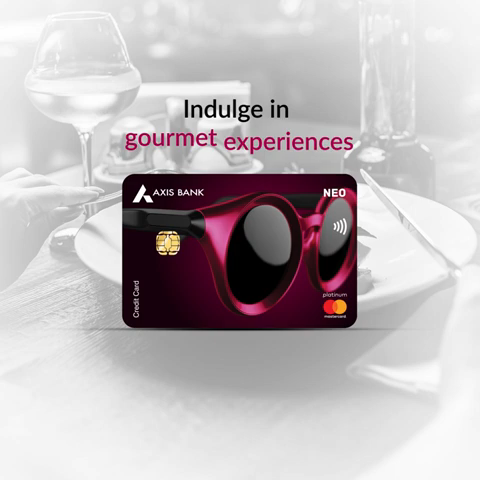 Indulge in
gourmet experiences
AXIS BANK
NEO
Credit Card
platinum
mastercard